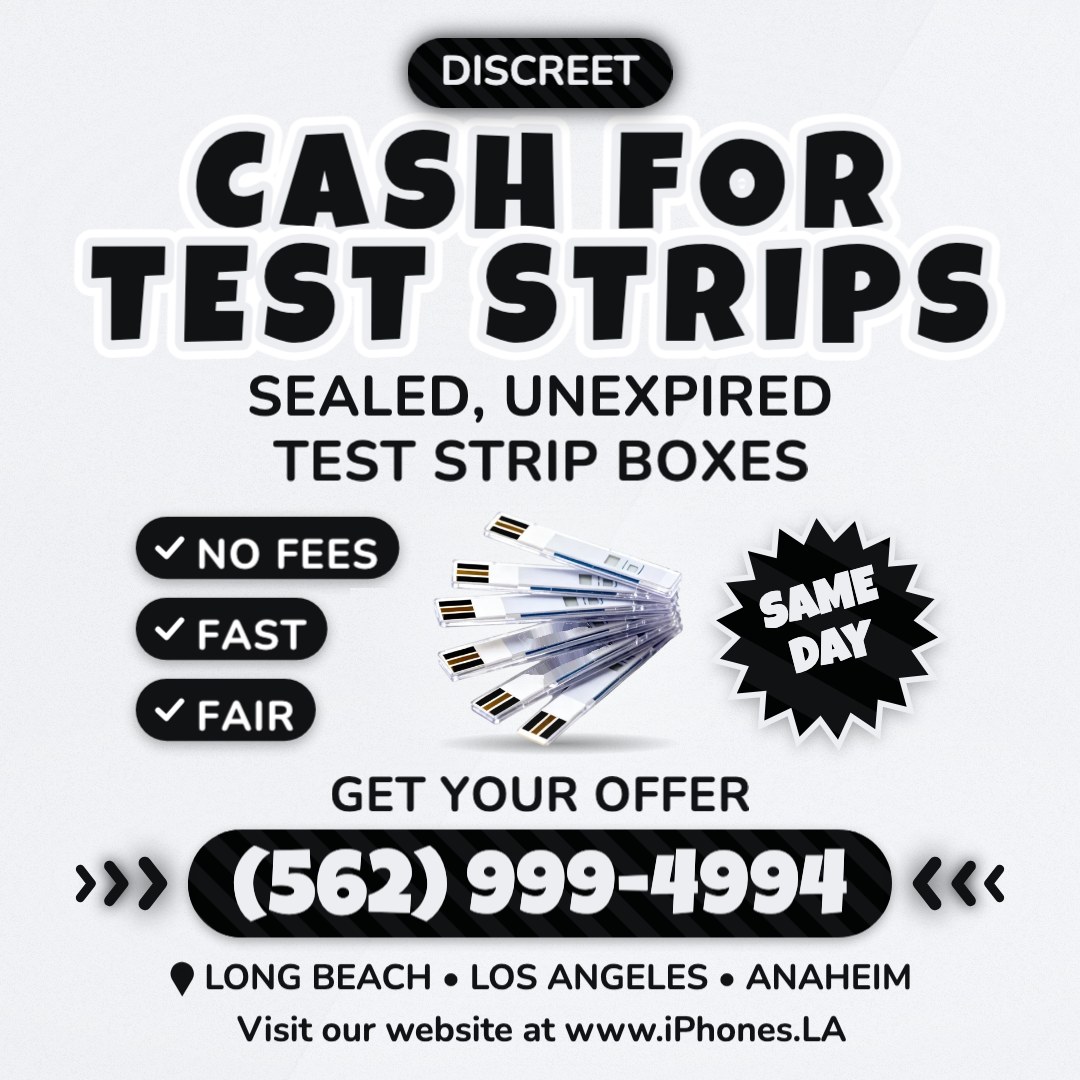 DISCREET
CASH FOR
TEST STRIPS
SEALED, UNEXPIRED
TEST STRIP BOXES
NO FEES
FAST
FAIR
SAME
DAY
GET YOUR OFFER
(562) 999-4994
LONG BEACH • LOS ANGELES • ANAHEIM
Visit our website at www.iPhones.LA